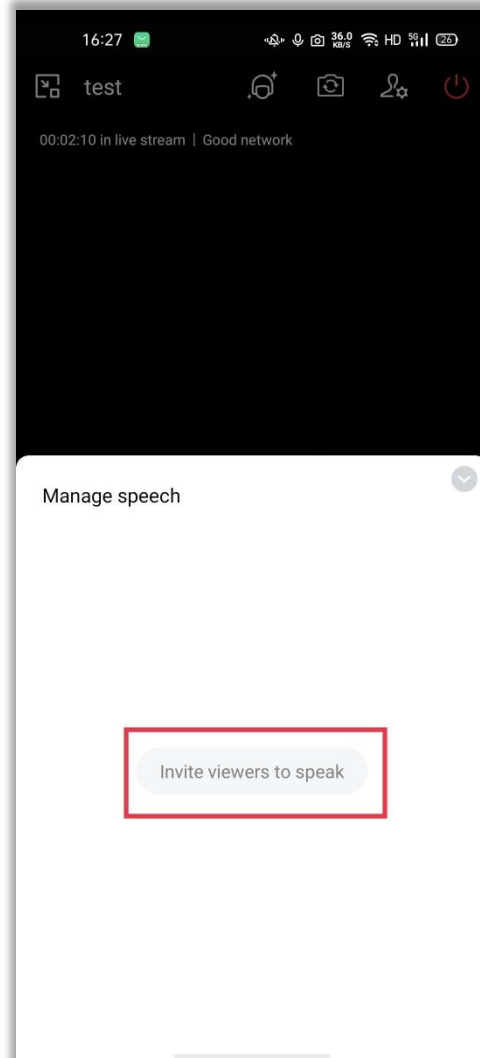 16:27 36.0 KB/S HD 5G 26
test
00:02:10 in live stream | Good network
Manage speech
Invite viewers to speak